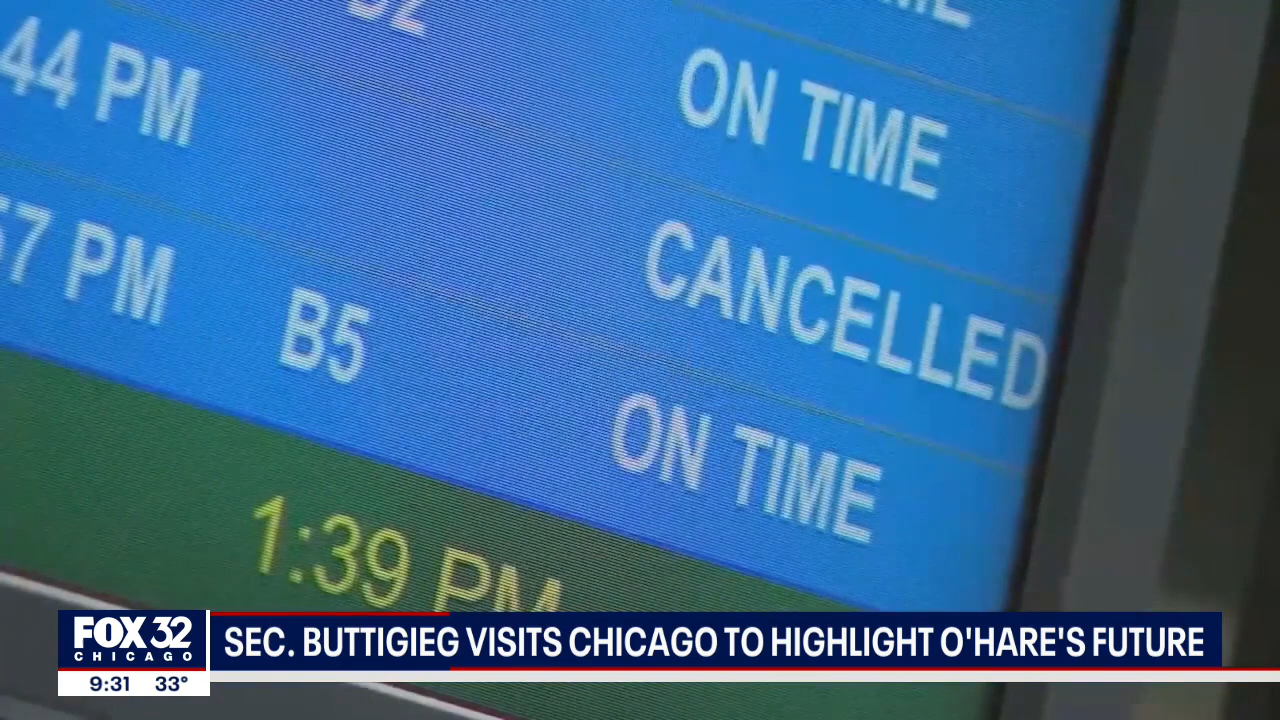 ON TIME
44 PM
CANCELLED
57 PM B5 ON TIME
1:39 PM
FOX 32
CHICAGO
SEC. BUTTIGIEG VISITS CHICAGO TO HIGHLIGHT O'HARE'S FUTURE
9:31 33°